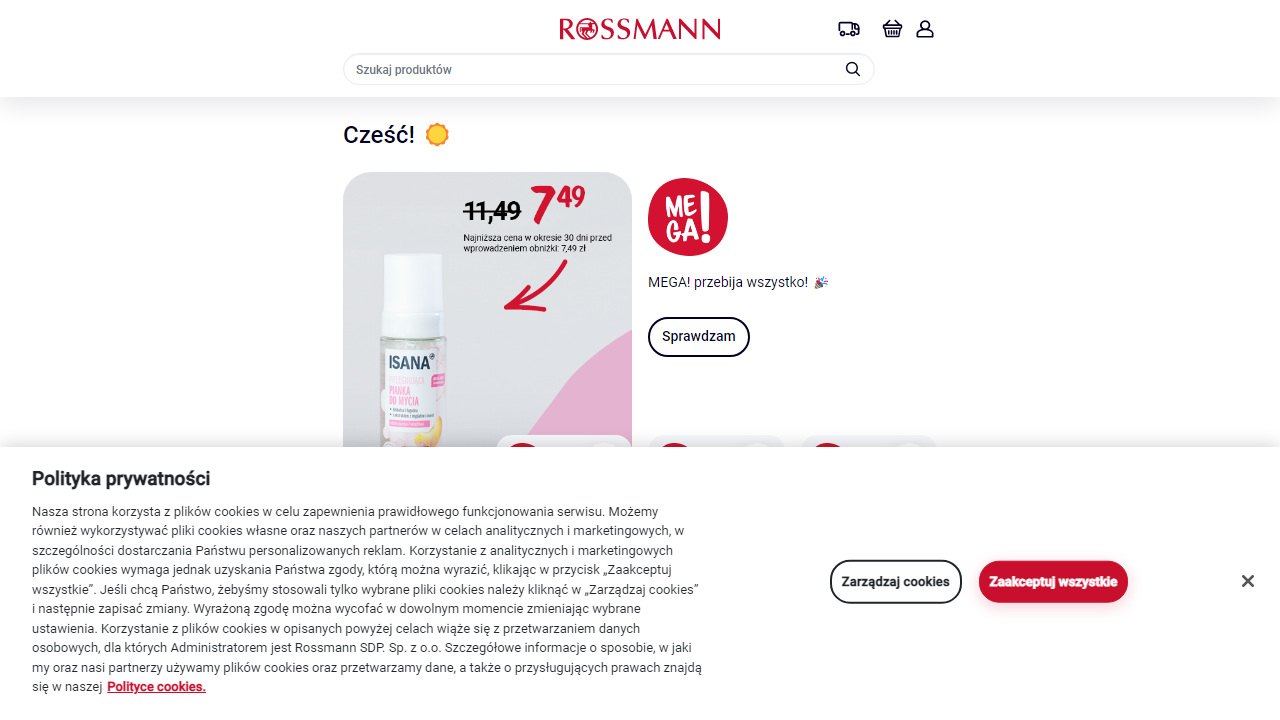 ROSSMANN
Szukaj produktów
Cześć!
11,49 7 49
Najniższa cena w okresie 30 dni przed
wprowadzeniem obniżki: 7,49 zł
MEGA!
MEGA! przebija wszystko!
Sprawdzam
ISANA
PIANKA
DO MYCIA
Polityka prywatności
Nasza strona korzysta z plików cookies w celu zapewnienia prawidłowego funkcjonowania serwisu. Możemy
również wykorzystywać pliki cookies własne oraz naszych partnerów w celach analitycznych i marketingowych, w
szczególności dostarczania Państwu personalizowanych reklam. Korzystanie z analitycznych i marketingowych
plików cookies wymaga jednak uzyskania Państwa zgody, którą można wyrazić, klikając w przycisk „Zaakceptuj
wszystkie”. Jeśli chcą Państwo, żebyśmy stosowali tylko wybrane pliki cookies należy kliknąć w „Zarządzaj cookies”
i następnie zapisać zmiany. Wyrażoną zgodę można wycofać w dowolnym momencie zmieniając wybrane
ustawienia. Korzystanie z plików cookies w opisanych powyżej celach wiąże się z przetwarzaniem danych
osobowych, dla których Administratorem jest Rossmann SDP. Sp. z o.o. Szczegółowe informacje o sposobie, w jaki
my oraz nasi partnerzy używamy plików cookies oraz przetwarzamy dane, a także o przysługujących prawach znajdą
się w naszej Polityce cookies.
Zarządzaj cookies
Zaakceptuj wszystkie